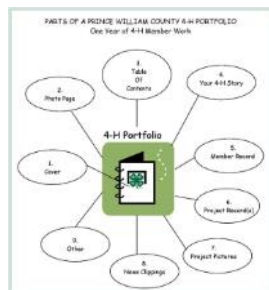 PARTS OF A PRINCE WILLIAM COUNTY 4-H PORTFOLIO
One Year of 4-H Member Work
3.
Table
Of
Contents
4.
Your 4-H Story
2.
Photo Page
4-H Portfolio
5.
Member Record
1.
Cover
6.
Project Record(s)
9.
Other
7.
Project Pictures
8.
News Clippings